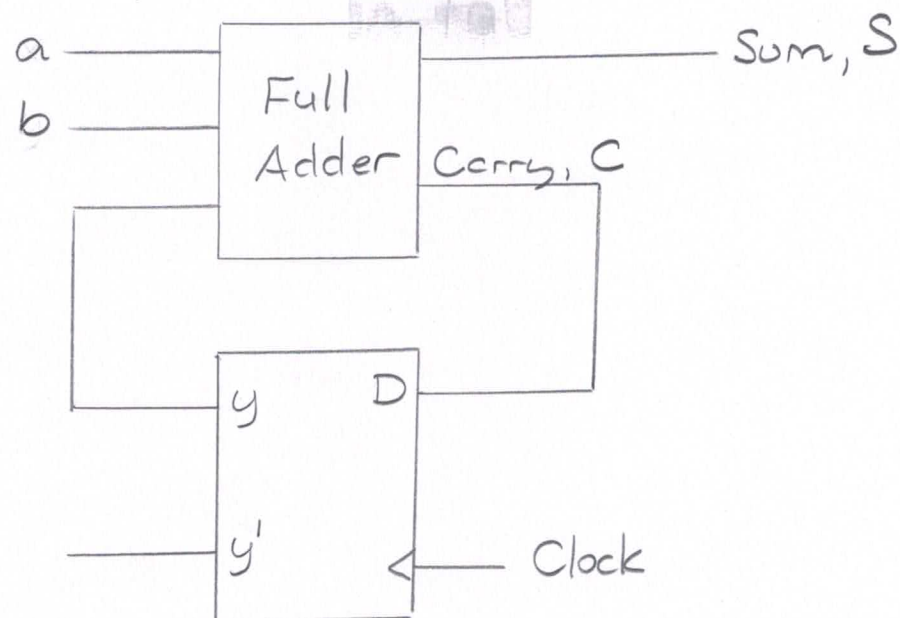 a
Sum, S
b
Full
Adder
Carry, C
y
D
y'
Clock